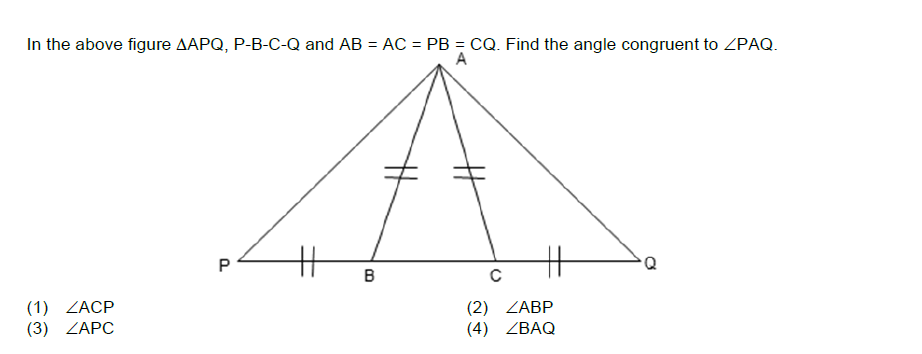 In the above figure ΔAPQ, P-B-C-Q and AB = AC = PB = CQ. Find the angle congruent to ∠PAQ.
A
P
B
C
Q
(1) ∠ACP (2) ∠ABP
(3) ∠APC (4) ∠BAQ